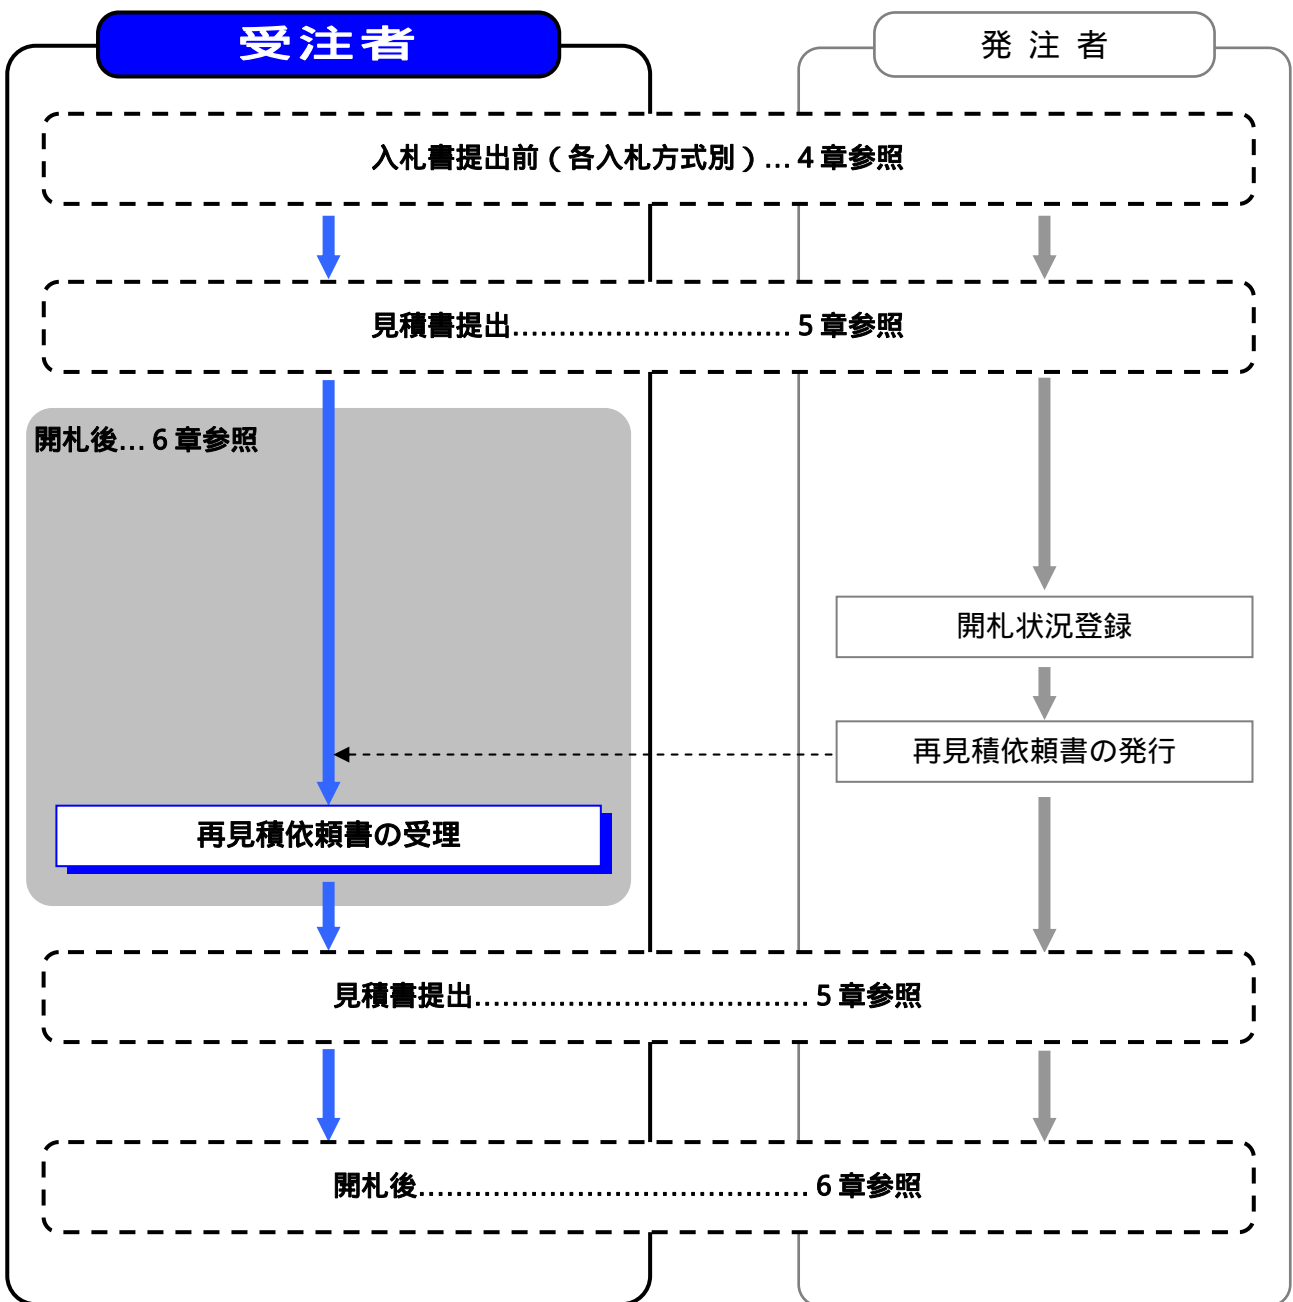 受注者
発 注 者
入札書提出前（各入札方式別）…４章参照
見積書提出…………………………５章参照
開札後…６章参照
開札状況登録
再見積依頼書の発行
再見積依頼書の受理
見積書提出………………………………５章参照
開札後……………………………………６章参照